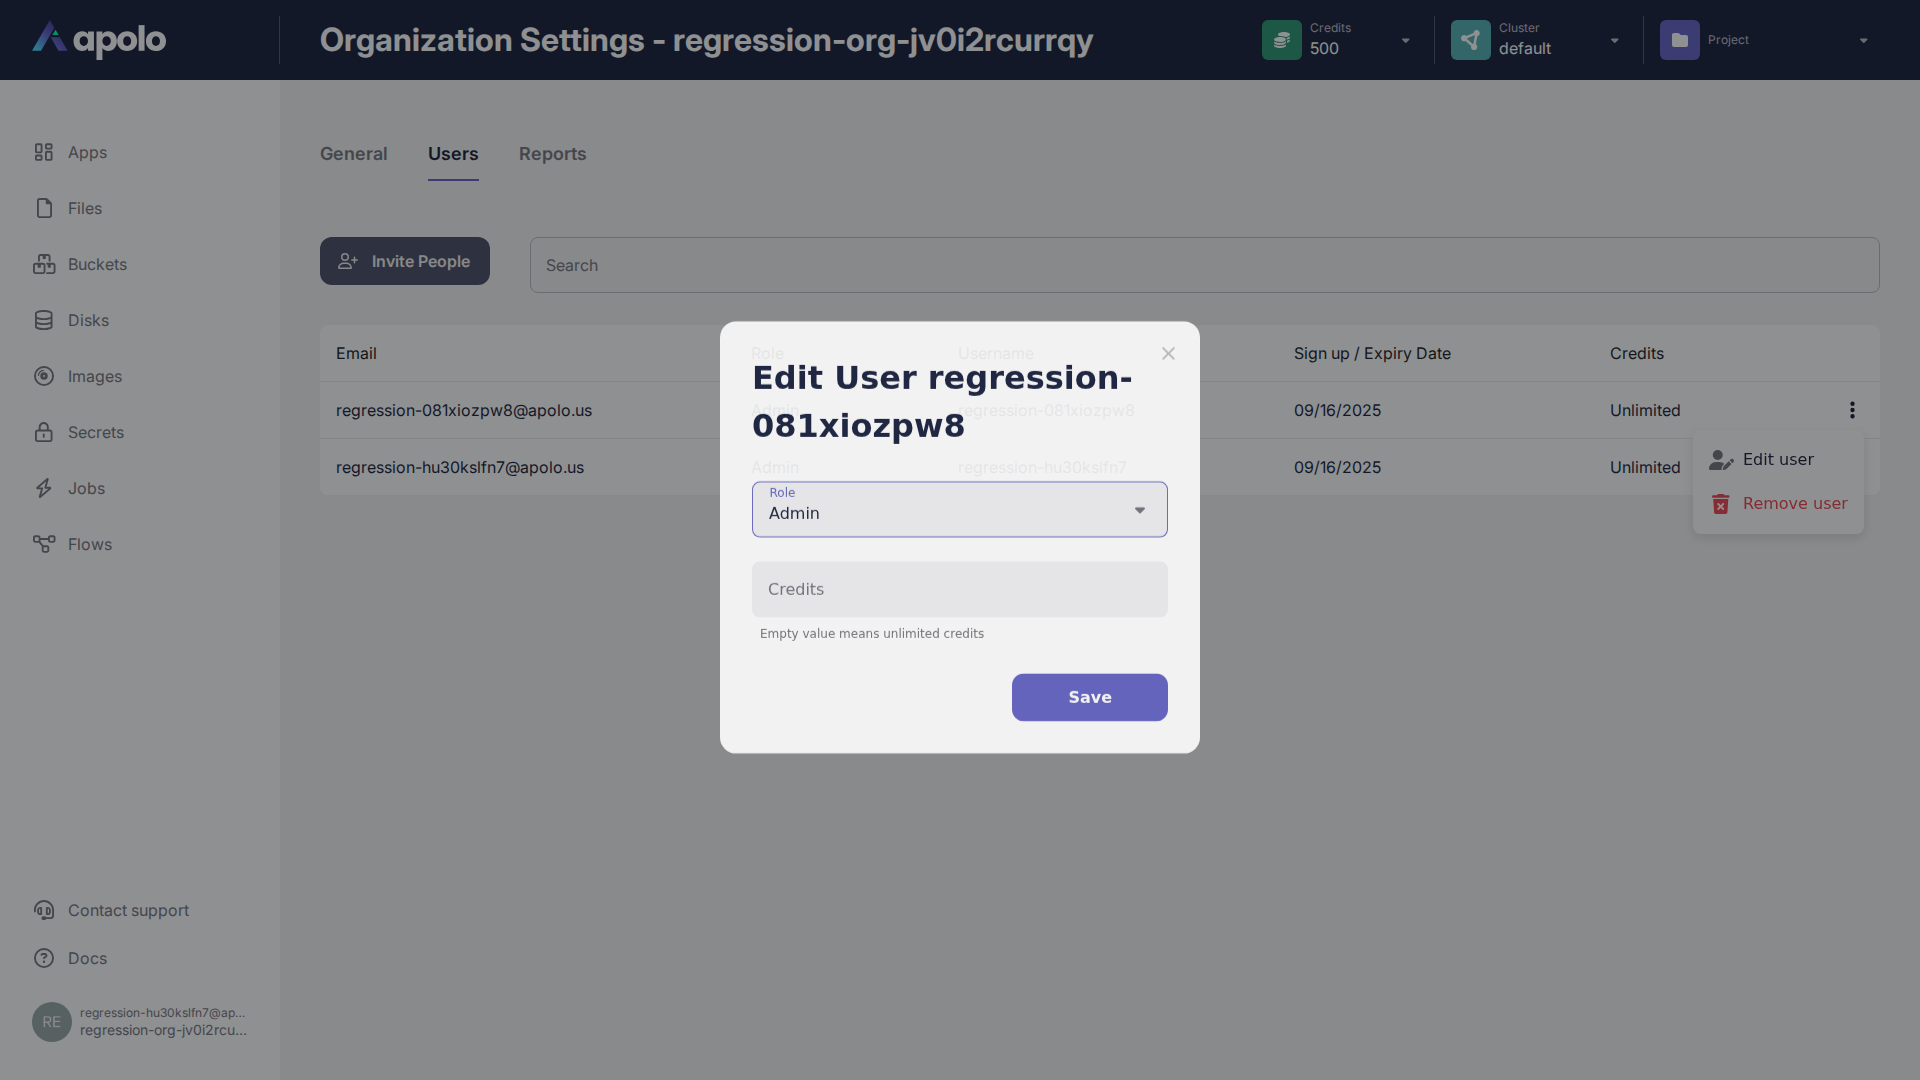 apolo
Organization Settings - regression-org-jv0i2rcurrqy
Credits
500
Cluster
default
Project
Apps
Files
Buckets
Disks
Images
Secrets
Jobs
Flows
Contact support
Docs
RE
regression-hu30kslfn7@ap...
regression-org-jv0i2rcu...
General
Users
Reports
Invite People
Search
Email
Role
Username
Sign up / Expiry Date
Credits
regression-081xiozpw8@apolo.us
Admin
regression-081xiozpw8
09/16/2025
Unlimited
regression-hu30kslfn7@apolo.us
Admin
regression-hu30kslfn7
09/16/2025
Unlimited
Edit user
Remove user
Edit User regression-
081xiozpw8
Role
Admin
Credits
Empty value means unlimited credits
Save